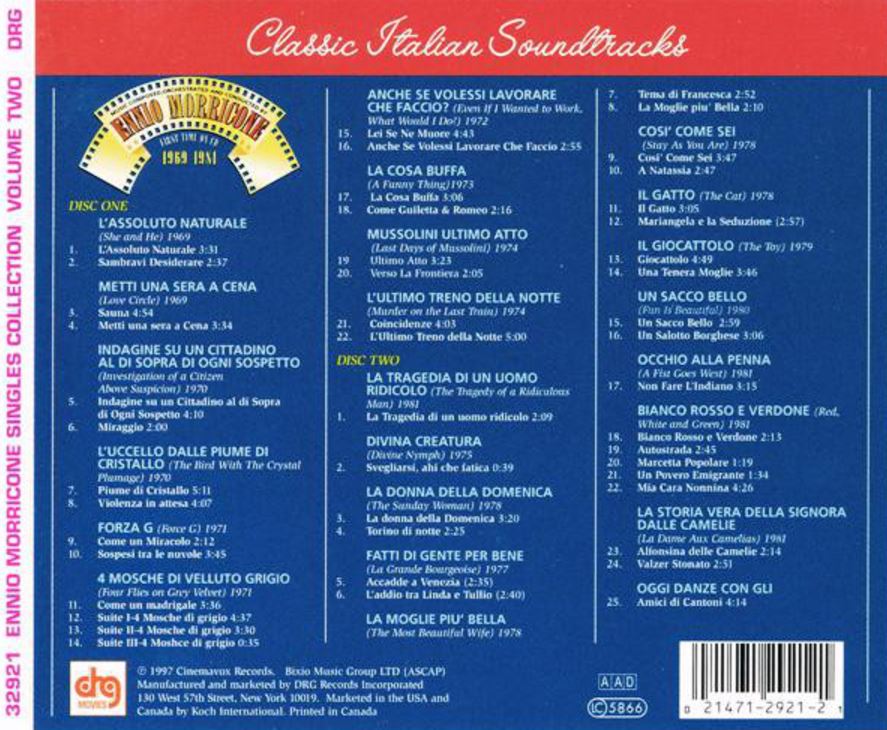 Classic Italian Soundtracks
32921 ENNIO MORRICONE SINGLES COLLECTION VOLUME TWO DRG
MUSIC COMPOSED, ORCHESTRATED AND CONDUCTED BY
ENNIO MORRICONE
FIRST TIME ON CD
1969 1981
DISC ONE
L'ASSOLUTO NATURALE
(She and He) 1969
1. L'Assoluto Naturale 3:31
2. Sambravi Desiderare 2:37
METTI UNA SERA A CENA
(Love Circle) 1969
3. Sauna 4:54
4. Metti una sera a Cena 3:34
INDAGINE SU UN CITTADINO
AL DI SOPRA DI OGNI SOSPETTO
(Investigation of a Citizen
Above Suspicion) 1970
5. Indagine su un Cittadino al di Sopra
di Ogni Sospetto 4:10
6. Miraggio 2:00
L'UCCELLO DALLE PIUME DI
CRISTALLO (The Bird With The Crystal
Plumage) 1970
7. Piume di Cristallo 5:11
8. Violenza in attesa 4:07
FORZA G (Force G) 1971
9. Come un Miracolo 2:12
10. Sospesi tra le nuvole 3:45
4 MOSCHE DI VELLUTO GRIGIO
(Four Flies on Grey Velvet) 1971
11. Come un madrigale 3:36
12. Suite I-4 Mosche di grigio 4:37
13. Suite II-4 Mosche di grigio 3:30
14. Suite III-4 Moshce di grigio 0:35
ANCHE SE VOLESSI LAVORARE
CHE FACCIO? (Even If I Wanted to Work,
What Would I Do?) 1972
15. Lei Se Ne Muore 4:43
16. Anche Se Volessi Lavorare Che Faccio 2:55
LA COSA BUFFA
(A Funny Thing)1973
17. La Cosa Buffa 3:06
18. Come Guiletta & Romeo 2:16
MUSSOLINI ULTIMO ATTO
(Last Days of Mussolini) 1974
19 Ultimo Atto 3:23
20. Verso La Frontiera 2:05
L'ULTIMO TRENO DELLA NOTTE
(Murder on the Last Train) 1974
21. Coincidenze 4:03
22. L'Ultimo Treno della Notte 5:00
DISC TWO
LA TRAGEDIA DI UN UOMO
RIDICOLO (The Tragedy of a Ridiculous
Man) 1981
1. La Tragedia di un uomo ridicolo 2:09
DIVINA CREATURA
(Divine Nymph) 1975
2. Svegliarsi, ahi che fatica 0:39
LA DONNA DELLA DOMENICA
(The Sunday Woman) 1978
3. La donna della Domenica 3:20
4. Torino di notte 2:25
FATTI DI GENTE PER BENE
(La Grande Bourgeoise) 1977
5. Accadde a Venezia (2:35)
6. L'addio tra Linda e Tullio (2:40)
LA MOGLIE PIU' BELLA
(The Most Beautiful Wife) 1978
7. Tema di Francesca 2:52
8. La Moglie piu' Bella 2:10
COSI' COME SEI
(Stay As You Are) 1978
9. Cosi' Come Sei 3:47
10. A Natassia 2:47
IL GATTO (The Cat) 1978
11. Il Gatto 3:05
12. Mariangela e la Seduzione (2:57)
IL GIOCATTOLO (The Toy) 1979
13. Giocattolo 4:49
14. Una Tenera Moglie 3:46
UN SACCO BELLO
(Fun Is Beautiful) 1980
15. Un Sacco Bello 2:59
16. Un Salotto Borghese 3:06
OCCHIO ALLA PENNA
(A Fist Goes West) 1981
17. Non Fare L'Indiano 3:15
BIANCO ROSSO E VERDONE (Red,
White and Green) 1981
18. Bianco Rosso e Verdone 2:13
19. Autostrada 2:45
20. Marcetta Popolare 1:19
21. Un Povero Emigrante 1:34
22. Mia Cara Nonnina 4:26
LA STORIA VERA DELLA SIGNORA
DALLE CAMELIE
(La Dame Aux Camelias) 1981
23. Alfonsina delle Camelie 2:14
24. Valzer Stonato 2:51
OGGI DANZE CON GLI
25. Amici di Cantoni 4:14
drg
MOVIES
℗ 1997 Cinemavox Records. Bixio Music Group LTD (ASCAP)
Manufactured and marketed by DRG Records Incorporated
130 West 57th Street, New York 10019. Marketed in the USA and
Canada by Koch International. Printed in Canada
AAD
LC 5866
0 21471-2921-2 1